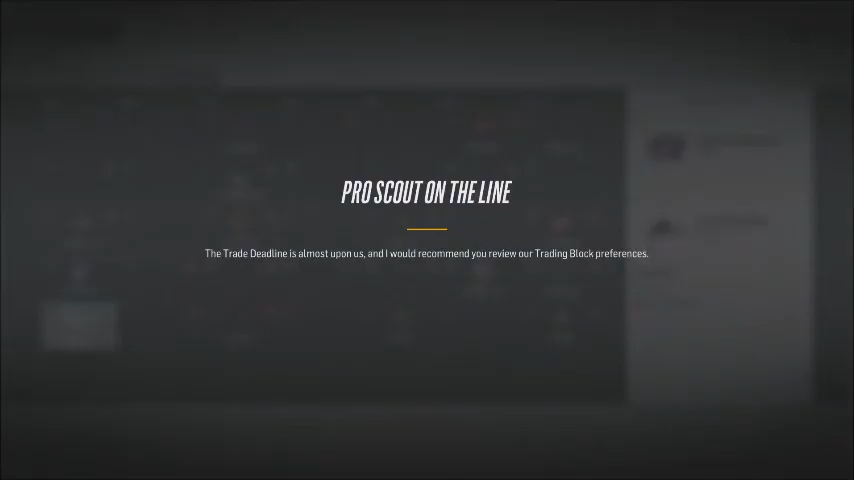 PRO SCOUT ON THE LINE
The Trade Deadline is almost upon us, and I would recommend you review our Trading Block preferences.